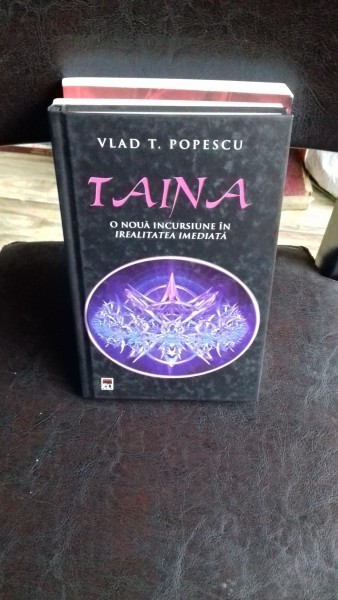 VLAD T. POPESCU
TAINA
O NOUĂ INCURSIUNE ÎN
IREALITATEA IMEDIATĂ